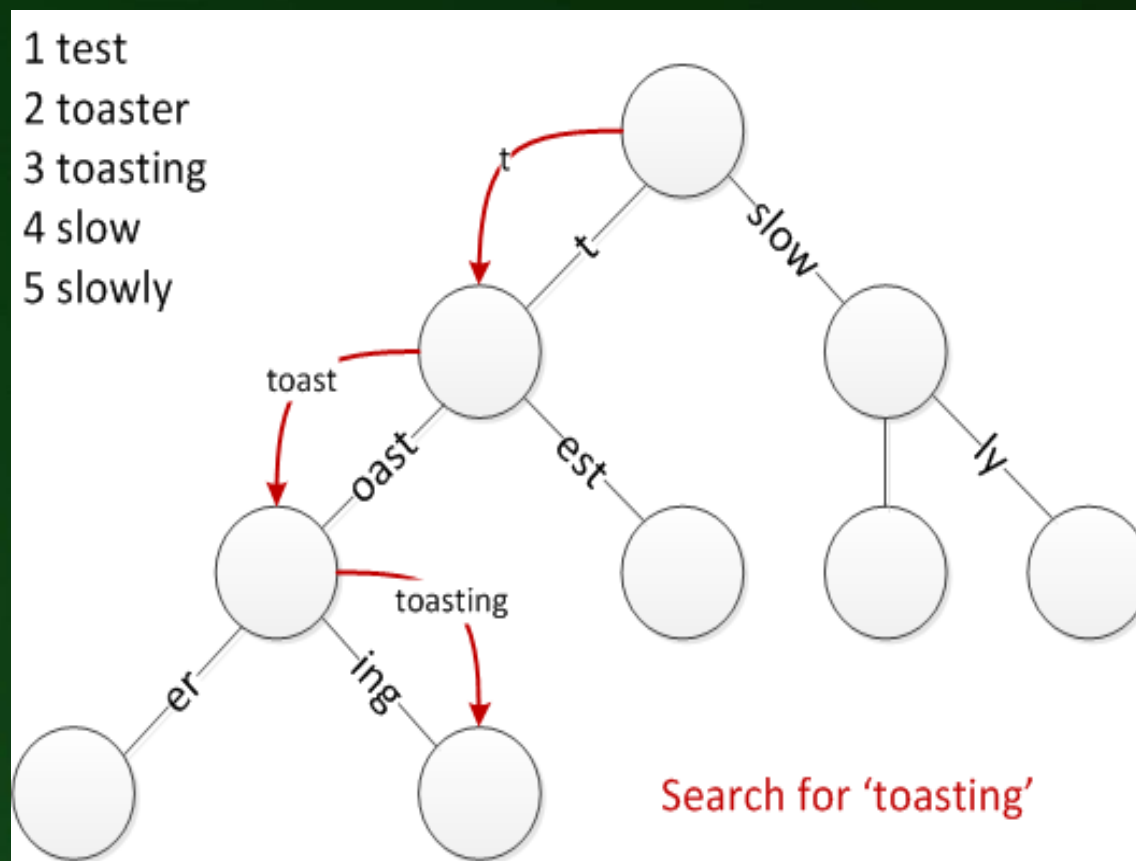 1 test
2 toaster
3 toasting
4 slow
5 slowly
t
t
slow
toast
oast
est
ly
toasting
er
ing
Search for ‘toasting’